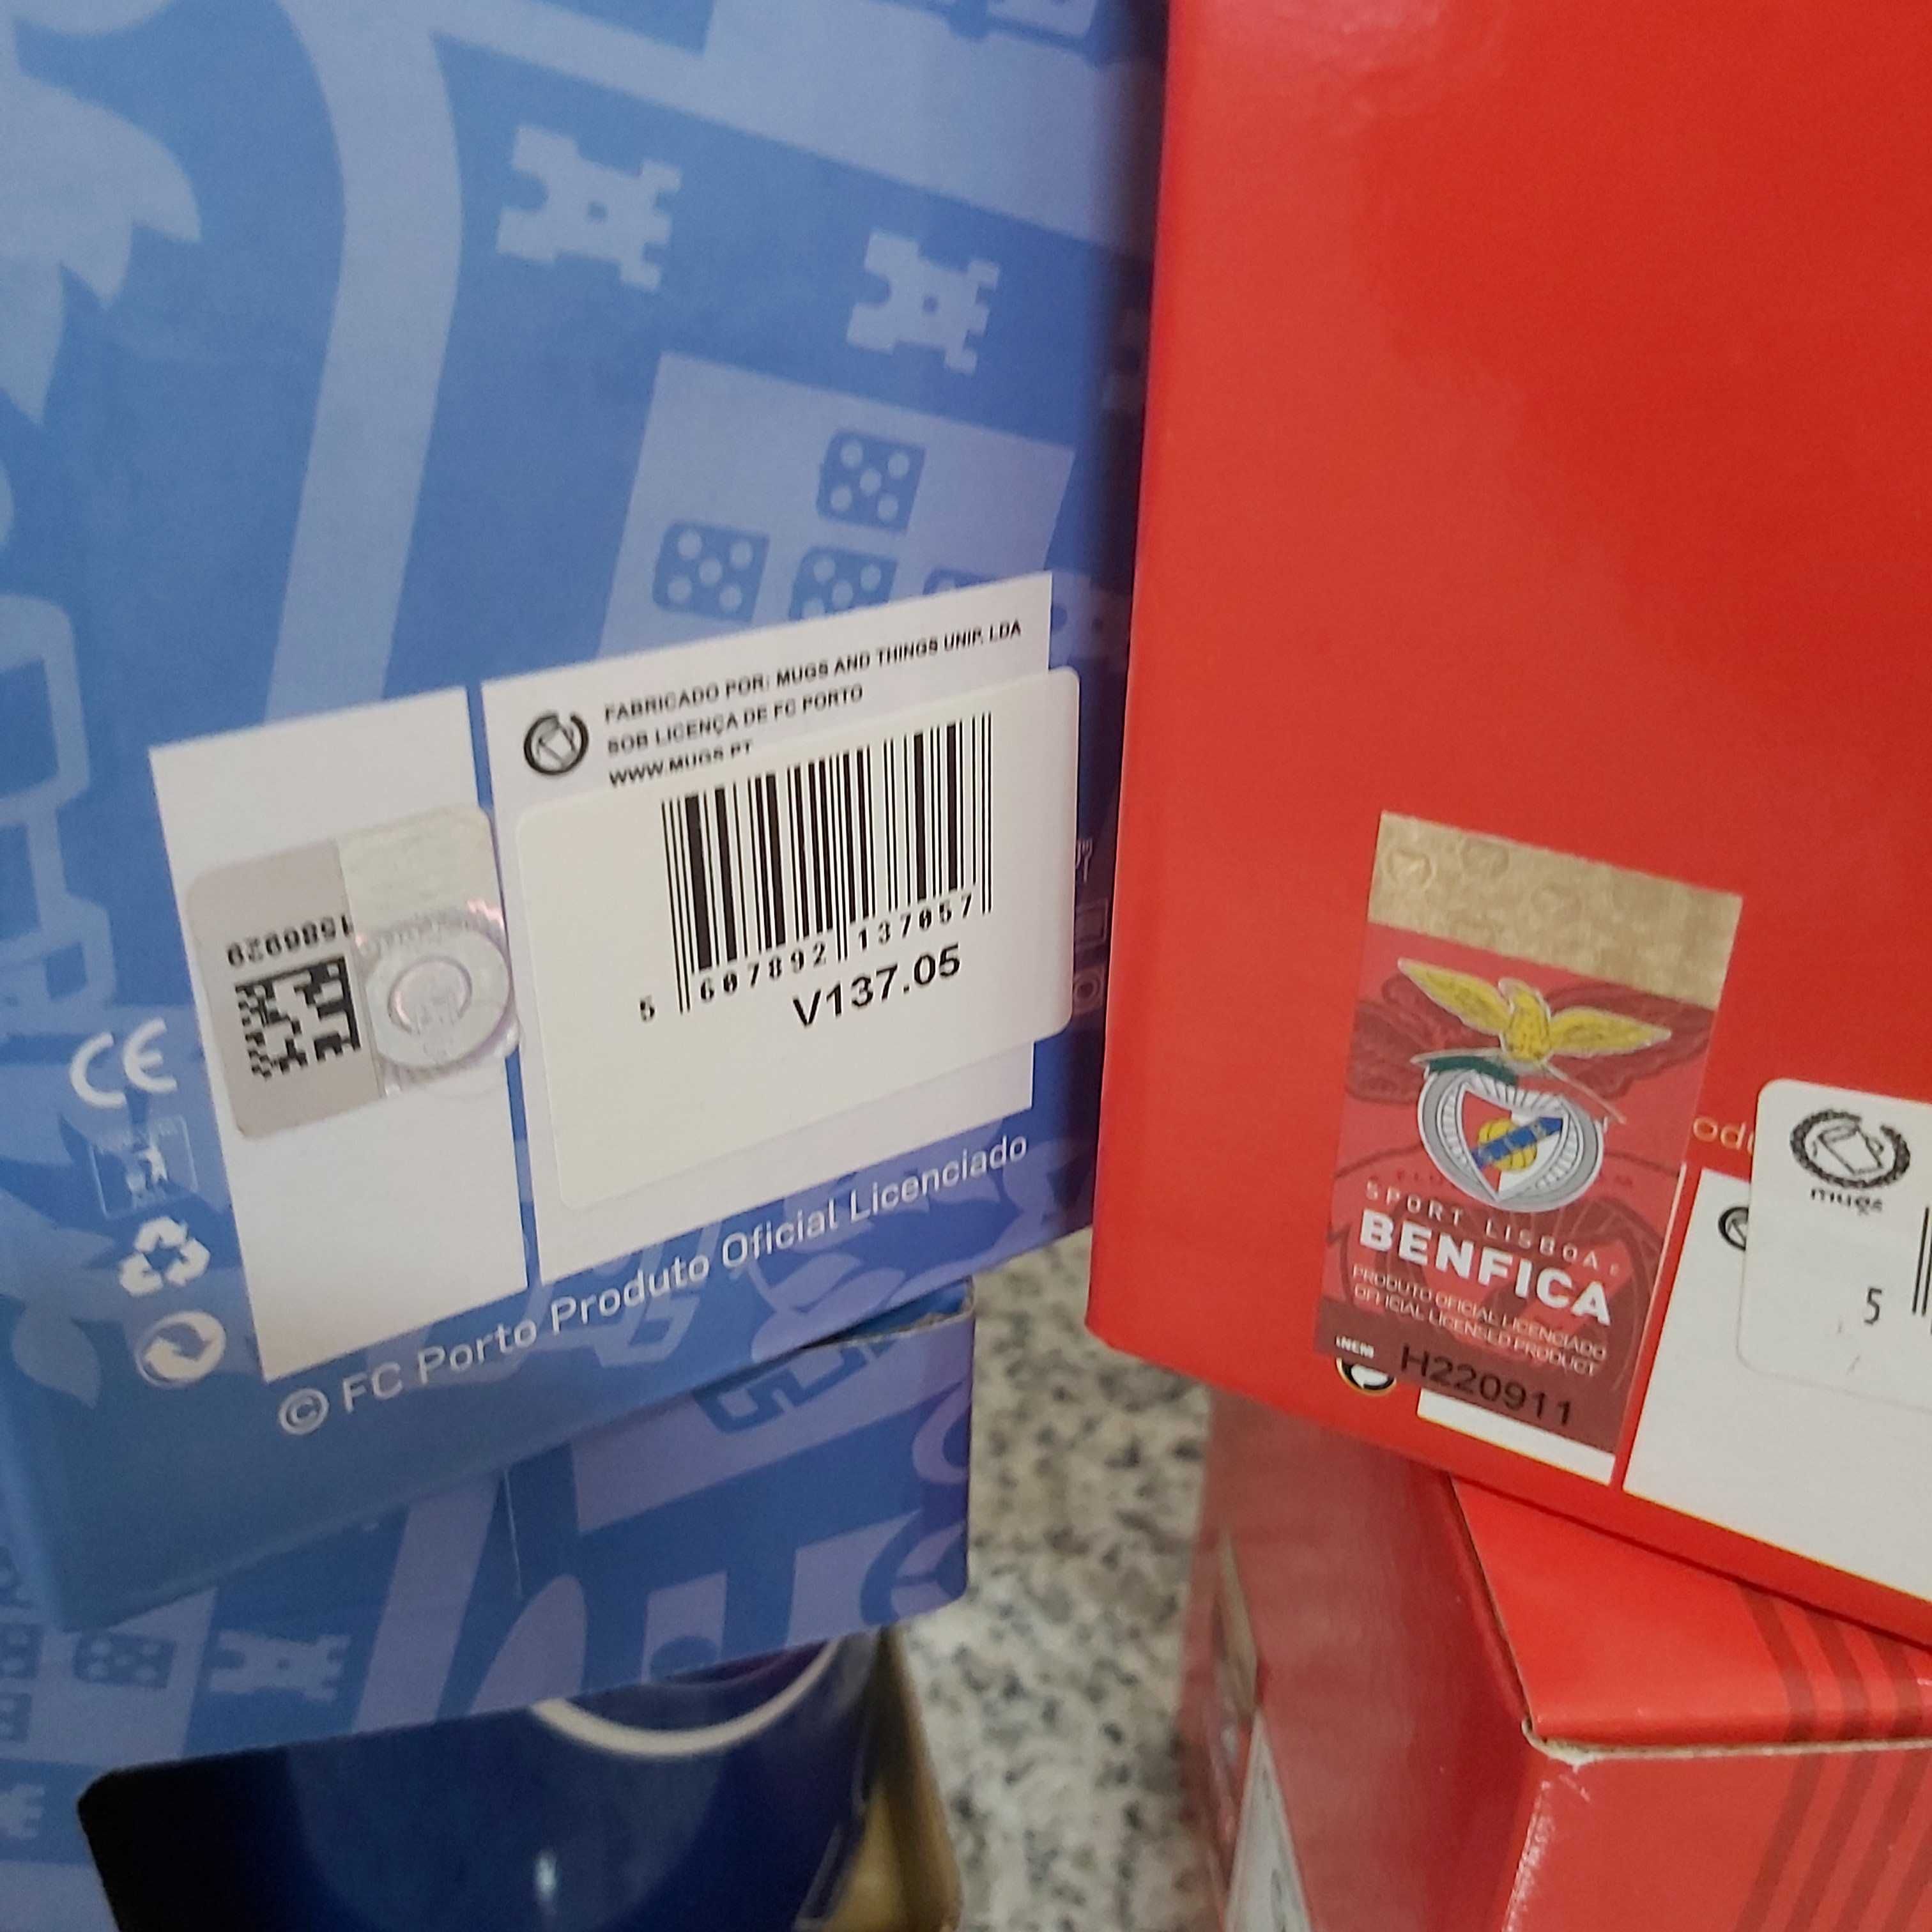 FABRICADO POR: MUGS AND THINGS UNIP. LDA
SOB LICENÇA DE FC PORTO
WWW.MUGS.PT
5 607892 137057
V137.05
1586929
CE
© FC Porto Produto Oficial Licenciado
SPORT LISBOA E
BENFICA
PRODUTO OFICIAL LICENCIADO
OFFICIAL LICENSED PRODUCT
INCM
H220911
mugs
5